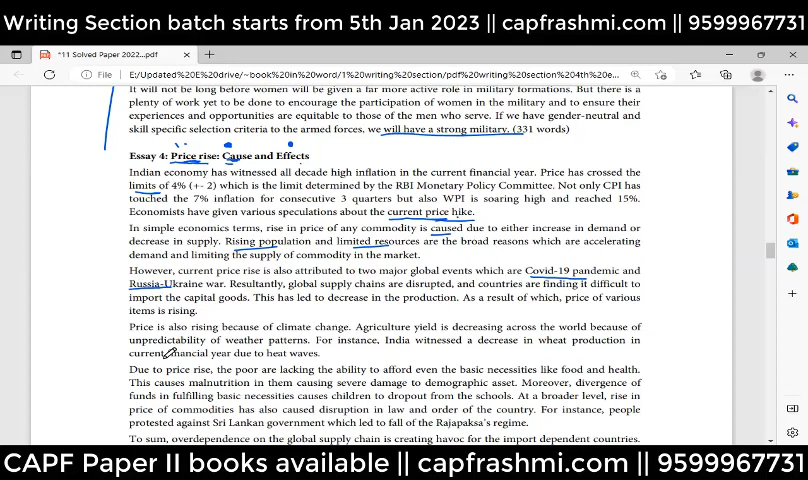 Writing Section batch starts from 5th Jan 2023 || capfrashmi.com || 9599967731
*11 Solved Paper 2022...pdf
File
E:/Updated%20E%20drive/~book%20in%20word/1%20writing%20section/pdf%20writing%20section%204th%20e...
It will not be long before women will be given a far more active role in military formations. But there is a
plenty of work yet to be done to encourage the participation of women in the military and to ensure their
experiences and opportunities are equitable to those of the men who serve. If we have gender-neutral and
skill specific selection criteria to the armed forces, we will have a strong military. (331 words)
Essay 4: Price rise: Cause and Effects
Indian economy has witnessed all decade high inflation in the current financial year. Price has crossed the
limits of 4% (+- 2) which is the limit determined by the RBI Monetary Policy Committee. Not only CPI has
touched the 7% inflation for consecutive 3 quarters but also WPI is soaring high and reached 15%.
Economists have given various speculations about the current price hike.
In simple economics terms, rise in price of any commodity is caused due to either increase in demand or
decrease in supply. Rising population and limited resources are the broad reasons which are accelerating
demand and limiting the supply of commodity in the market.
However, current price rise is also attributed to two major global events which are Covid-19 pandemic and
Russia-Ukraine war. Resultantly, global supply chains are disrupted, and countries are finding it difficult to
import the capital goods. This has led to decrease in the production. As a result of which, price of various
items is rising.
Price is also rising because of climate change. Agriculture yield is decreasing across the world because of
unpredictability of weather patterns. For instance, India witnessed a decrease in wheat production in
current financial year due to heat waves.
Due to price rise, the poor are lacking the ability to afford even the basic necessities like food and health.
This causes malnutrition in them causing severe damage to demographic asset. Moreover, divergence of
funds in fulfilling basic necessities causes children to dropout from the schools. At a broader level, rise in
price of commodities has also caused disruption in law and order of the country. For instance, people
protested against Sri Lankan government which led to fall of the Rajapaksa's regime.
To sum, overdependence on the global supply chain is creating havoc for the import dependent countries.
CAPF Paper II books available || capfrashmi.com || 9599967731